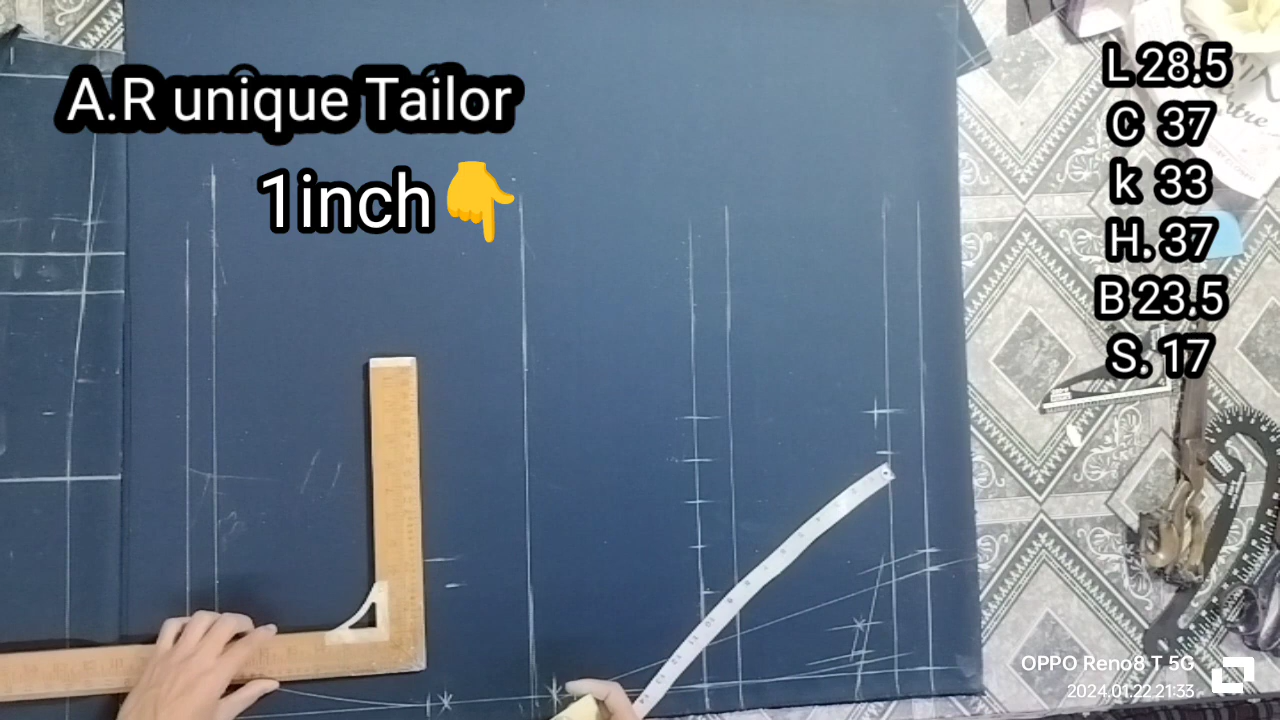 A.R unique Tailor
1inch👇
L 28.5
C 37
k 33
H. 37
B 23.5
S. 17
OPPO Reno8 T 5G
2024.01.22 21:33